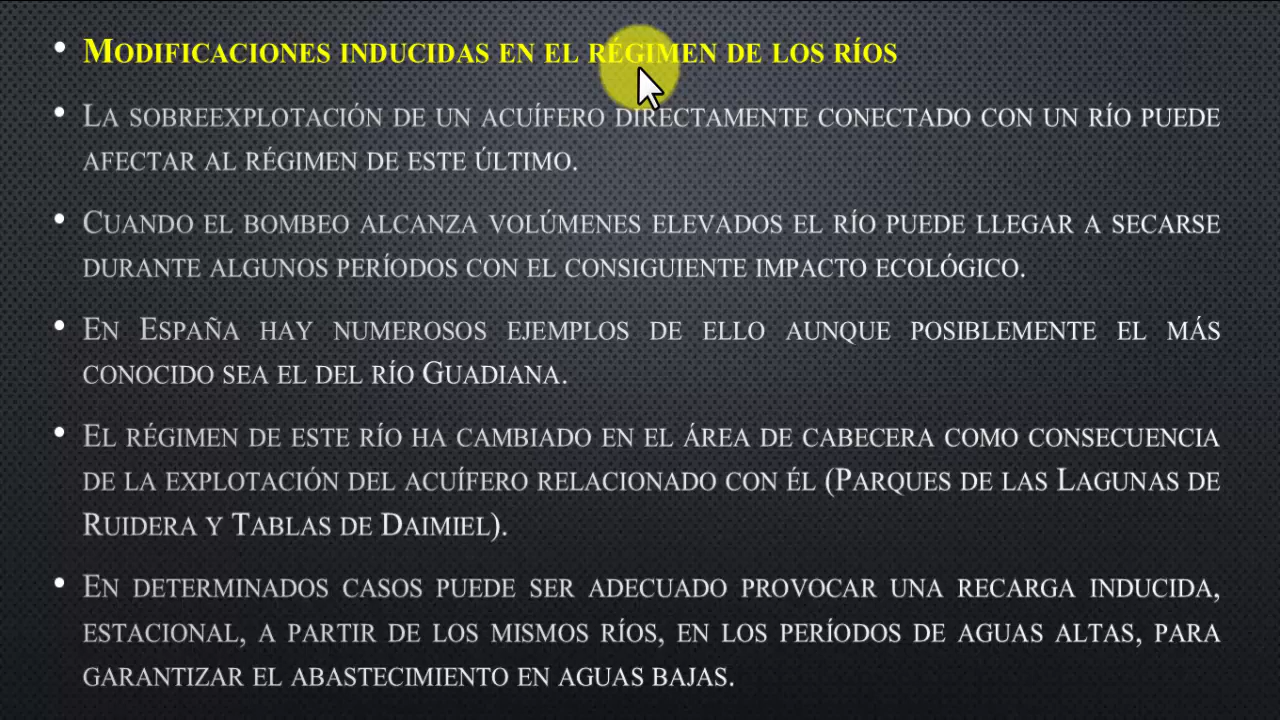 • Modificaciones inducidas en el régimen de los ríos
• La sobreexplotación de un acuífero directamente conectado con un río puede
afectar al régimen de este último.
• Cuando el bombeo alcanza volúmenes elevados el río puede llegar a secarse
durante algunos períodos con el consiguiente impacto ecológico.
• En España hay numerosos ejemplos de ello aunque posiblemente el más
conocido sea el del río Guadiana.
• El régimen de este río ha cambiado en el área de cabecera como consecuencia
de la explotación del acuífero relacionado con él (Parques de las Lagunas de
Ruidera y Tablas de Daimiel).
• En determinados casos puede ser adecuado provocar una recarga inducida,
estacional, a partir de los mismos ríos, en los períodos de aguas altas, para
garantizar el abastecimiento en aguas bajas.